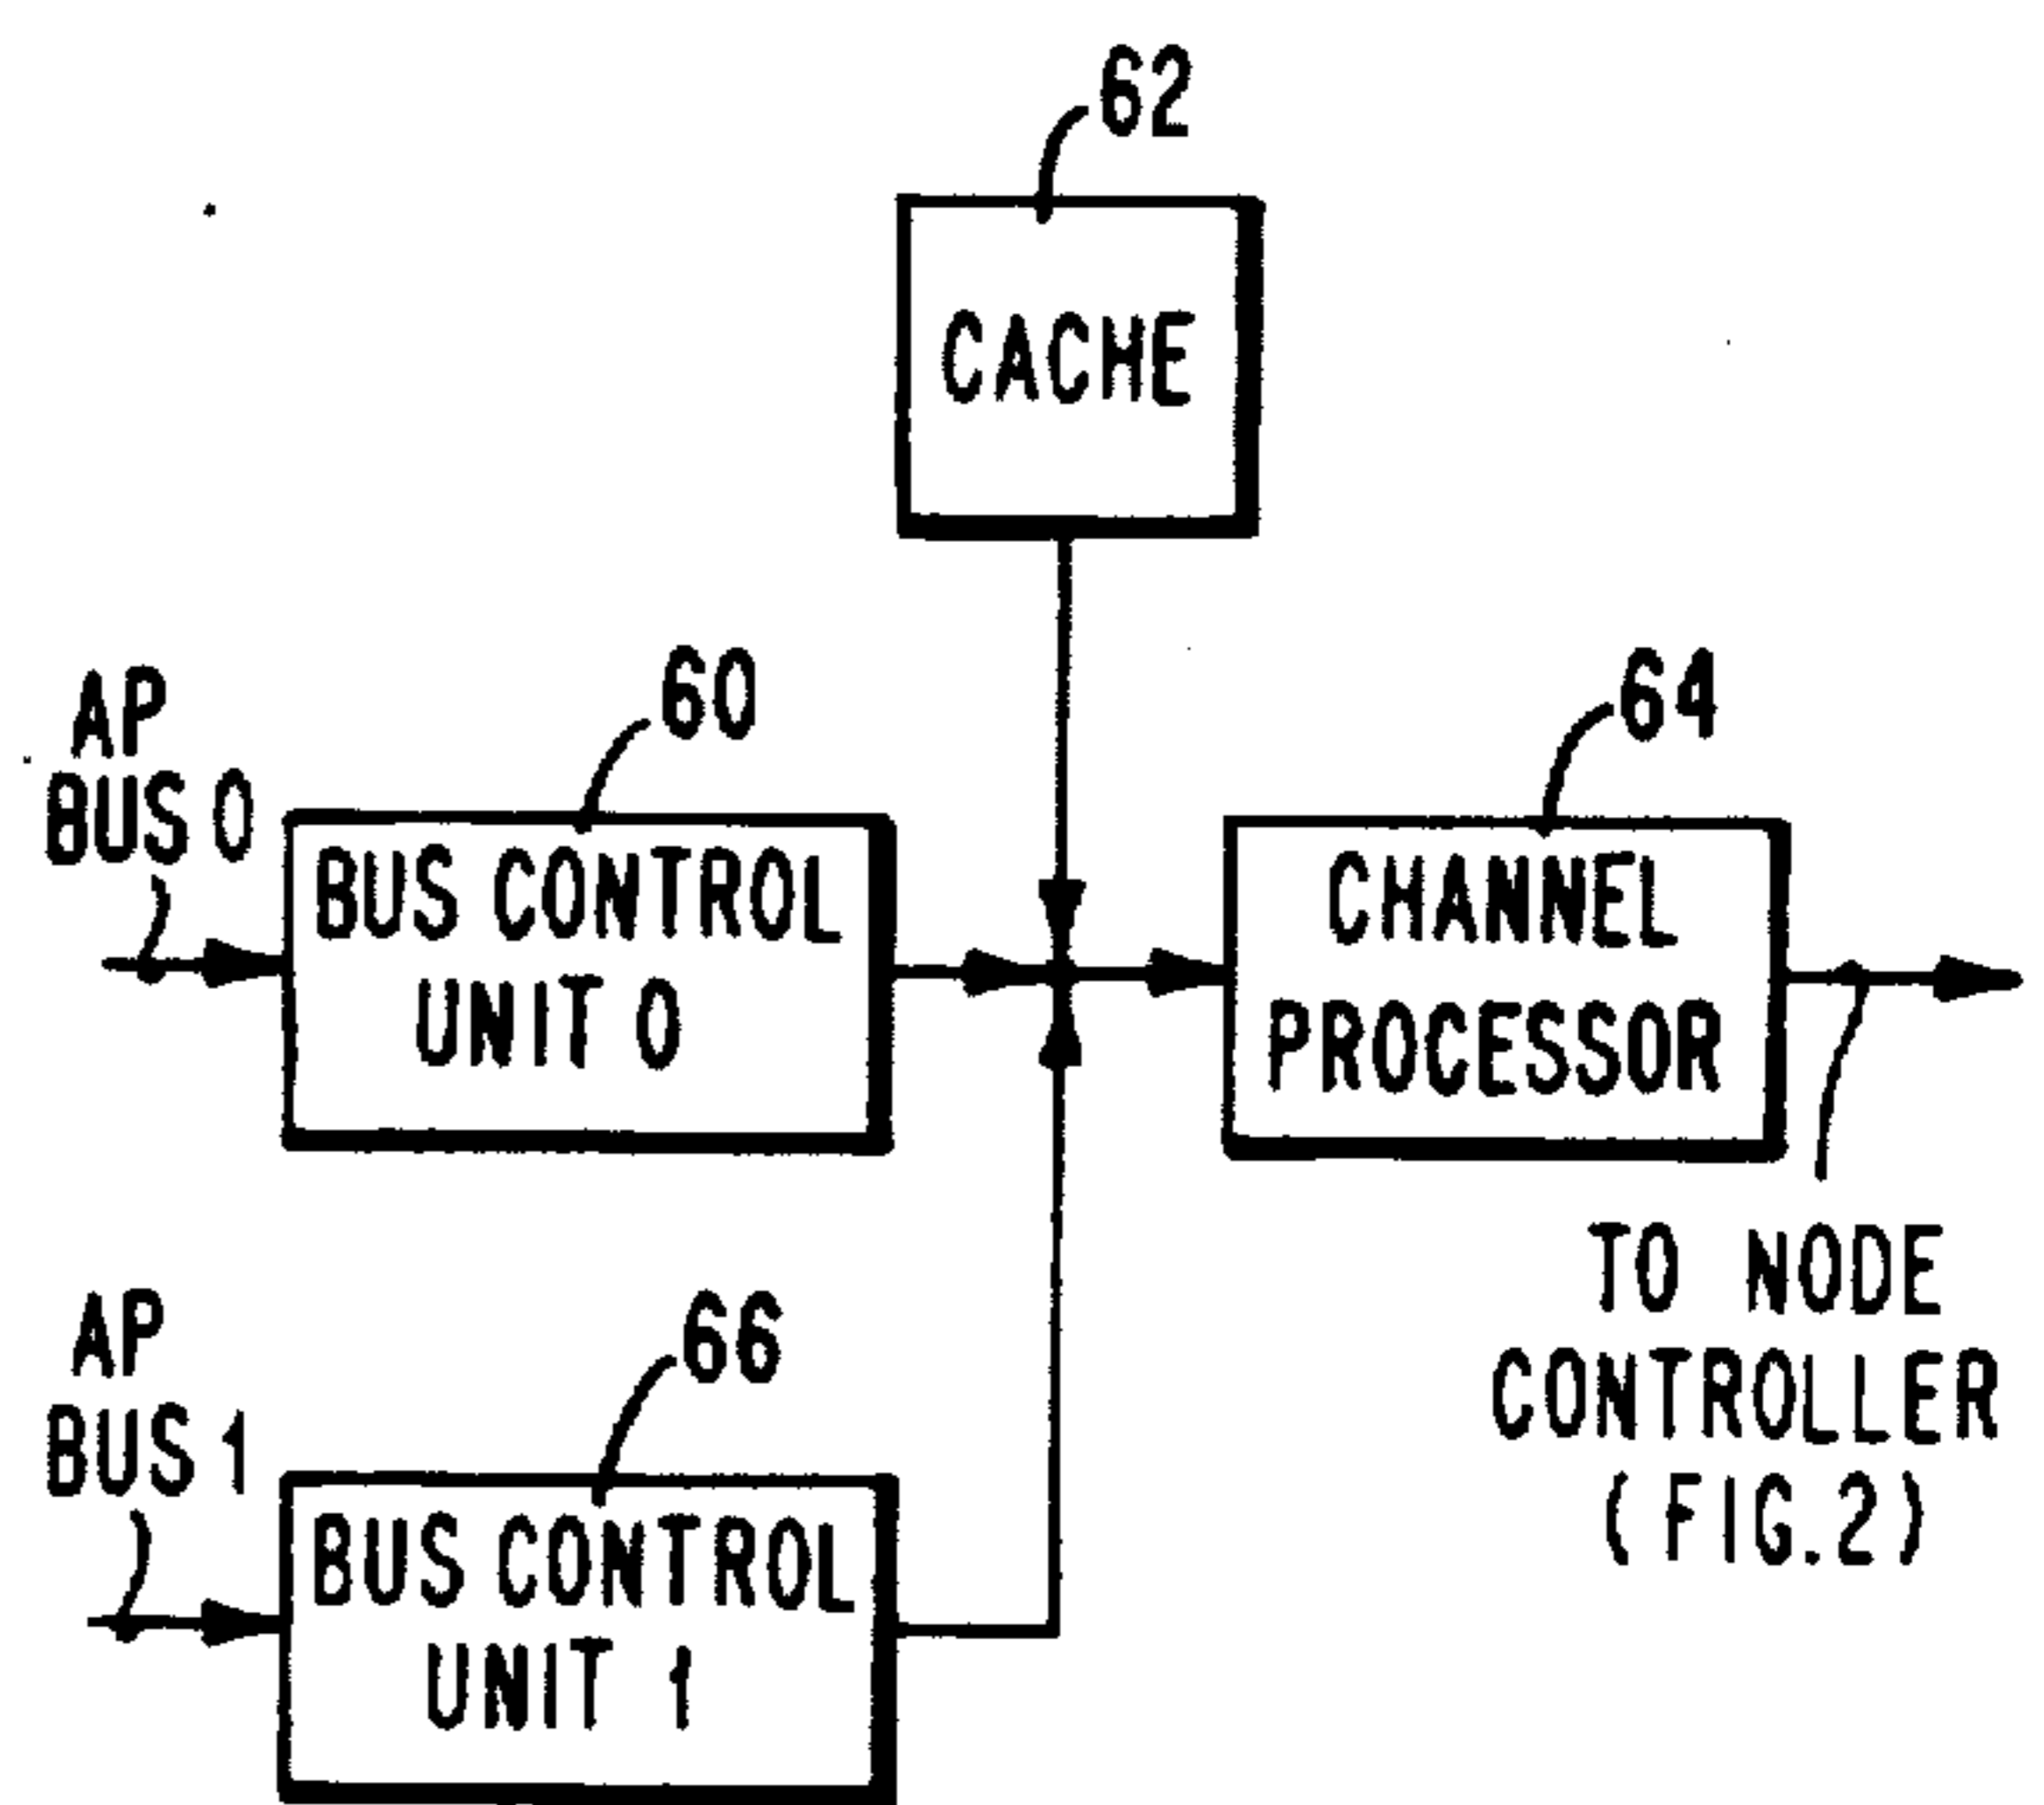 62
CACHE
AP
BUS 0
60
BUS CONTROL
UNIT 0
64
CHANNEL
PROCESSOR
TO NODE
CONTROLLER
(FIG.2)
AP
BUS 1
66
BUS CONTROL
UNIT 1